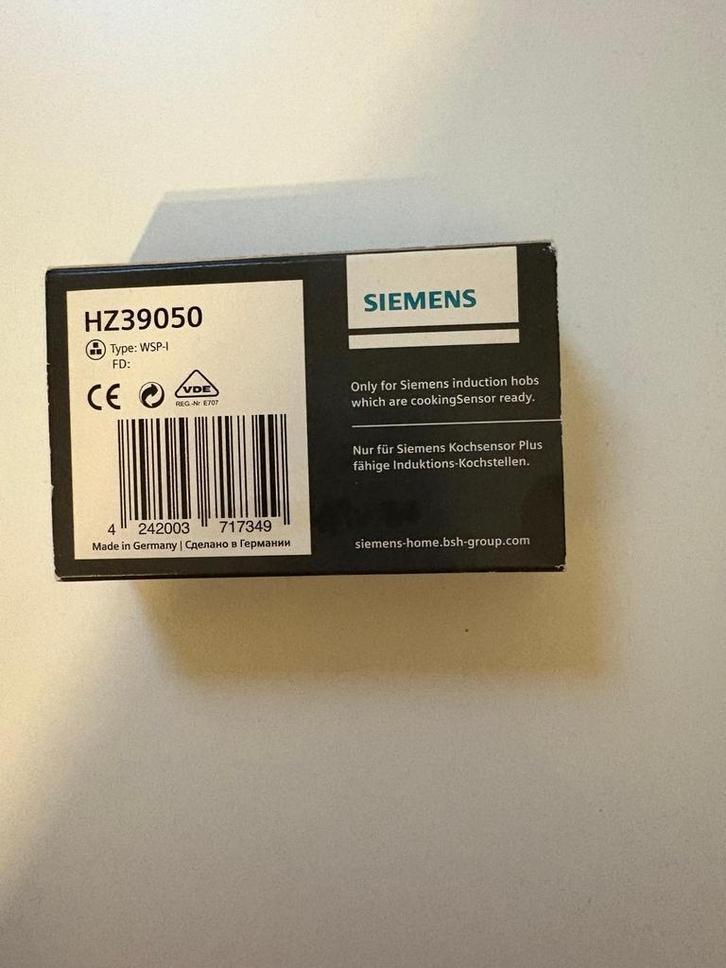 HZ39050
Type: WSP-I
FD:
CE
VDE
REG.-Nr. E707
4 242003 717349
Made in Germany | Сделано в Германии
SIEMENS
Only for Siemens induction hobs
which are cookingSensor ready.
Nur für Siemens Kochsensor Plus
fähige Induktions-Kochstellen.
siemens-home.bsh-group.com